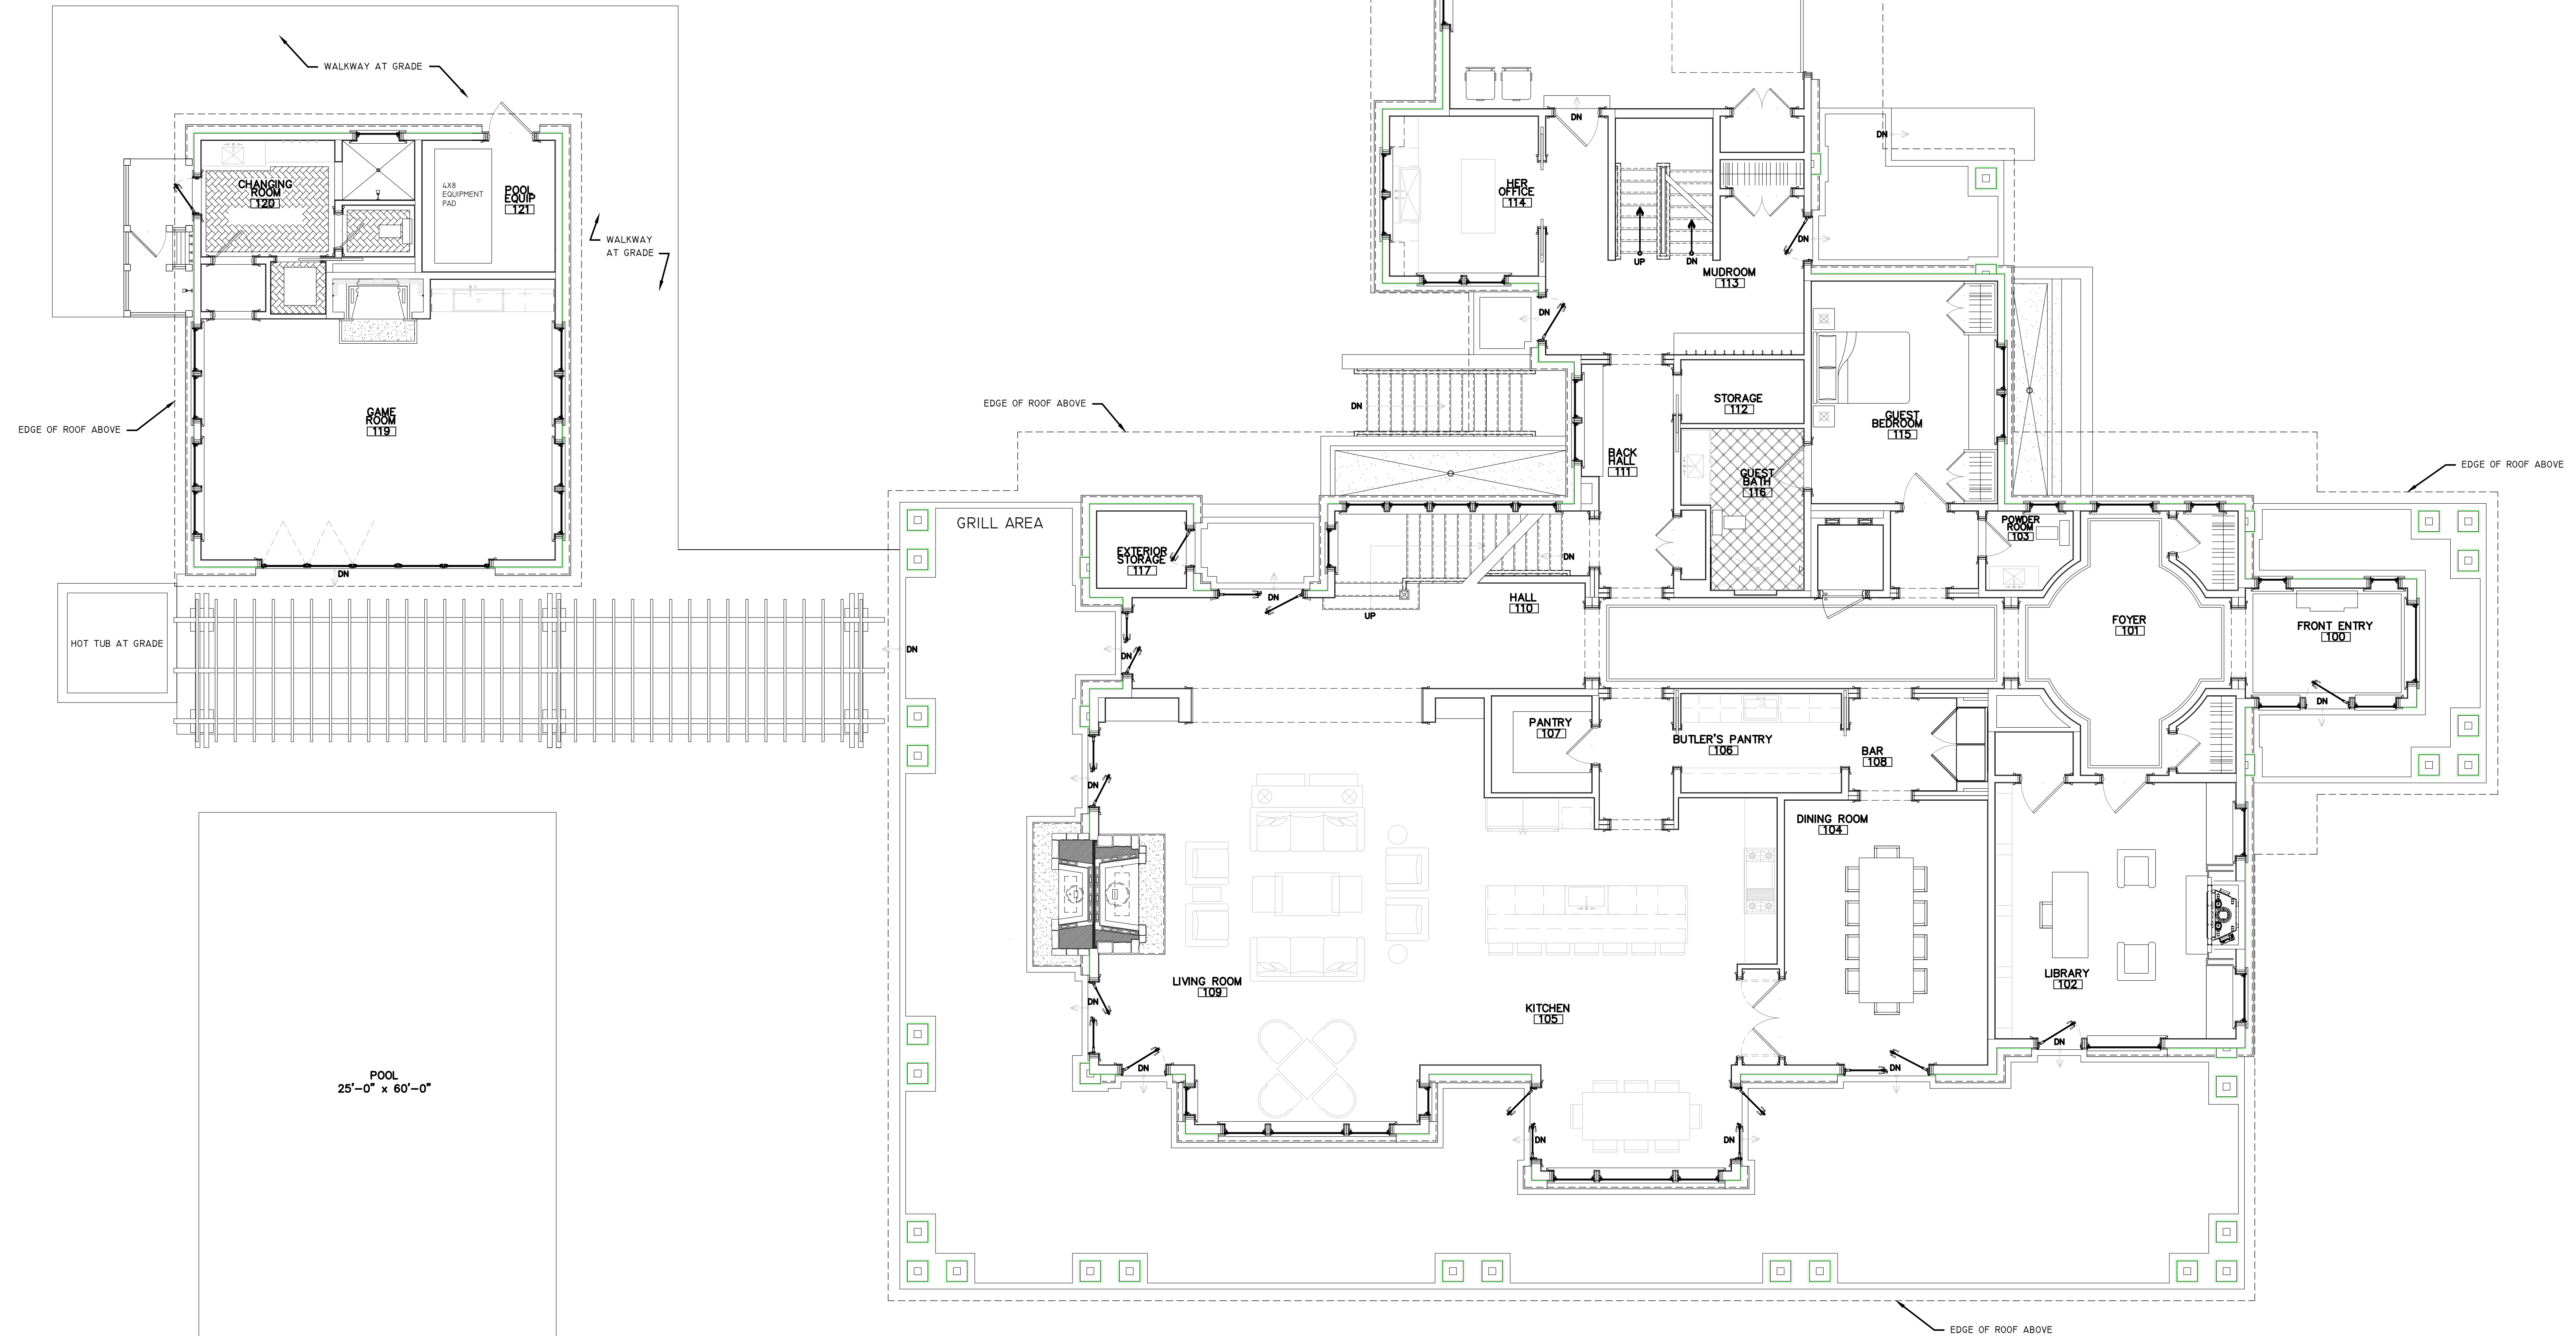 WALKWAY AT GRADE
CHANGING
ROOM
120
4X8
EQUIPMENT
PAD
POOL
EQUIP
121
WALKWAY
AT GRADE
EDGE OF ROOF ABOVE
GAME
ROOM
119
DN
HOT TUB AT GRADE
POOL
25'-0" x 60'-0"
DN
HER
OFFICE
114
UP
DN
DN
DN
MUDROOM
113
DN
EDGE OF ROOF ABOVE
DN
STORAGE
112
GUEST
BEDROOM
115
BACK
HALL
111
GUEST
BATH
116
EDGE OF ROOF ABOVE
GRILL AREA
EXTERIOR
STORAGE
117
DN
POWDER
ROOM
103
DN
UP
HALL
110
FOYER
101
FRONT ENTRY
100
DN
DN
DN
DN
PANTRY
107
BUTLER'S PANTRY
106
BAR
108
DN
DINING ROOM
104
LIVING ROOM
109
LIBRARY
102
DN
KITCHEN
105
DN
DN
DN
DN
DN
EDGE OF ROOF ABOVE